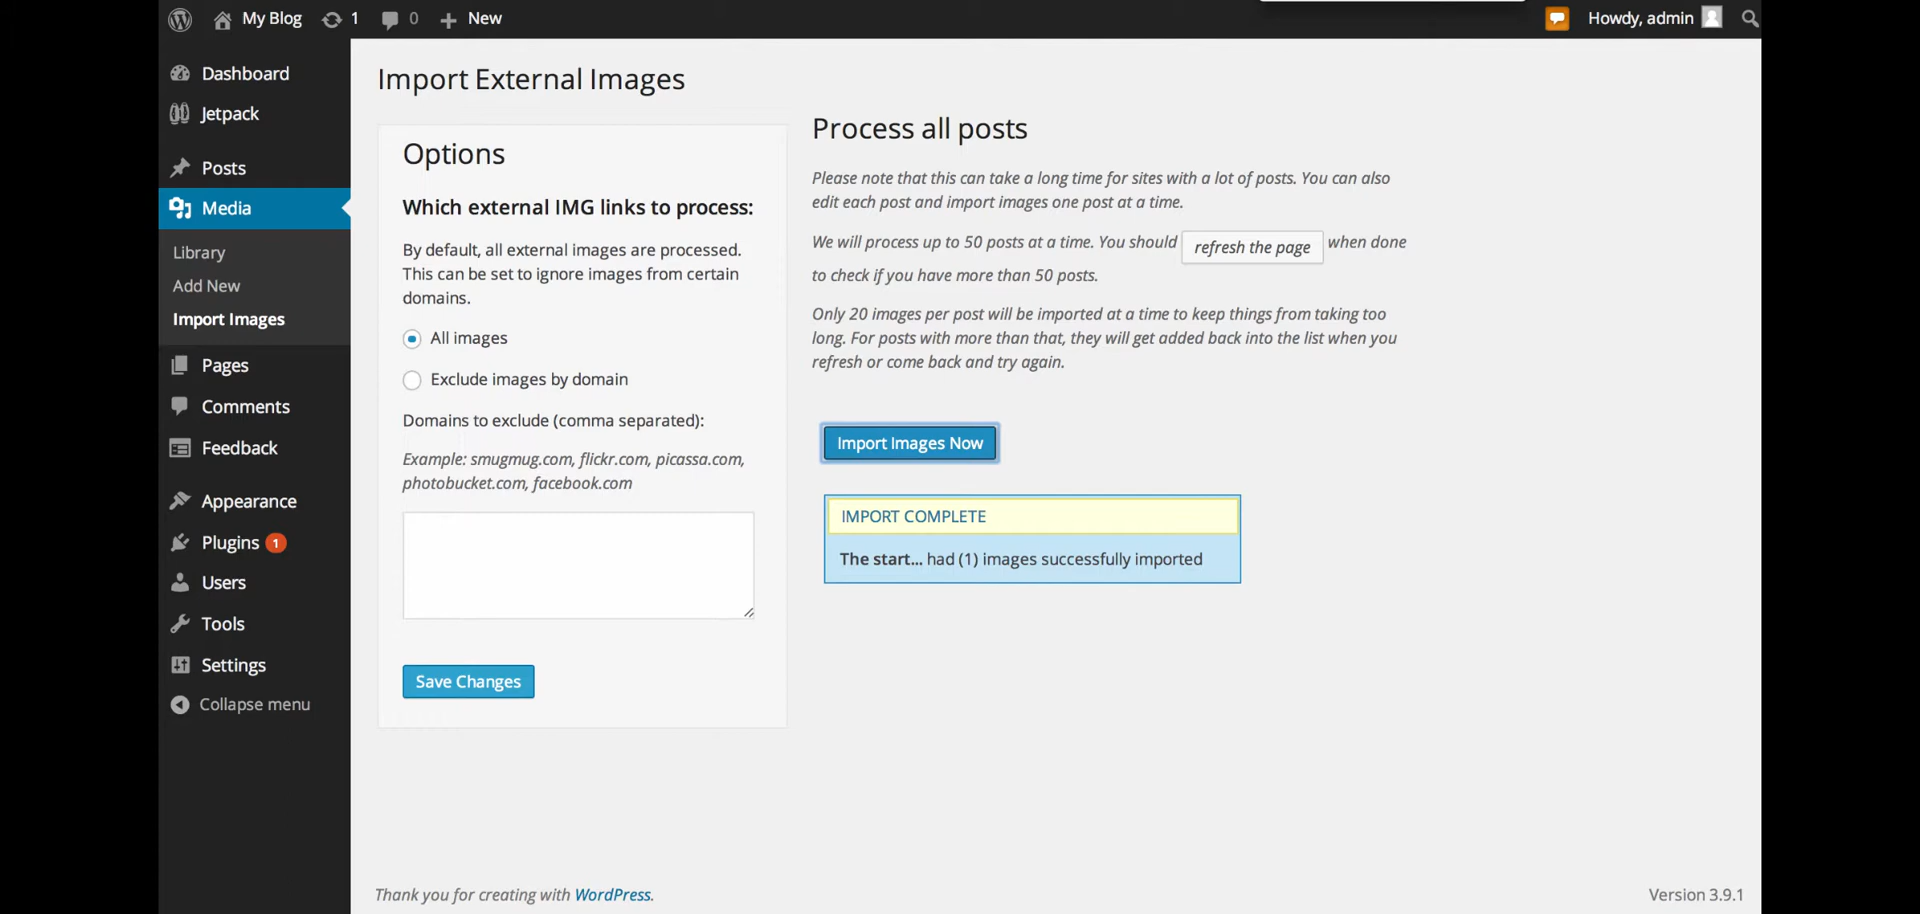 My Blog 1 0 New Howdy, admin
Dashboard
Jetpack
Posts
Media
Library
Add New
Import Images
Pages
Comments
Feedback
Appearance
Plugins 1
Users
Tools
Settings
Collapse menu
Import External Images
Options
Which external IMG links to process:
By default, all external images are processed.
This can be set to ignore images from certain
domains.
All images
Exclude images by domain
Domains to exclude (comma separated):
Example: smugmug.com, flickr.com, picassa.com,
photobucket.com, facebook.com
Save Changes
Process all posts
Please note that this can take a long time for sites with a lot of posts. You can also
edit each post and import images one post at a time.
We will process up to 50 posts at a time. You should refresh the page when done
to check if you have more than 50 posts.
Only 20 images per post will be imported at a time to keep things from taking too
long. For posts with more than that, they will get added back into the list when you
refresh or come back and try again.
Import Images Now
IMPORT COMPLETE
The start... had (1) images successfully imported
Thank you for creating with WordPress.
Version 3.9.1